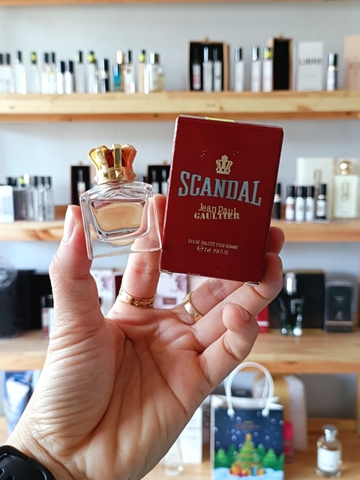 SCANDAL
Jean Paul
GAULTIER
EAU DE TOILETTE POUR HOMME